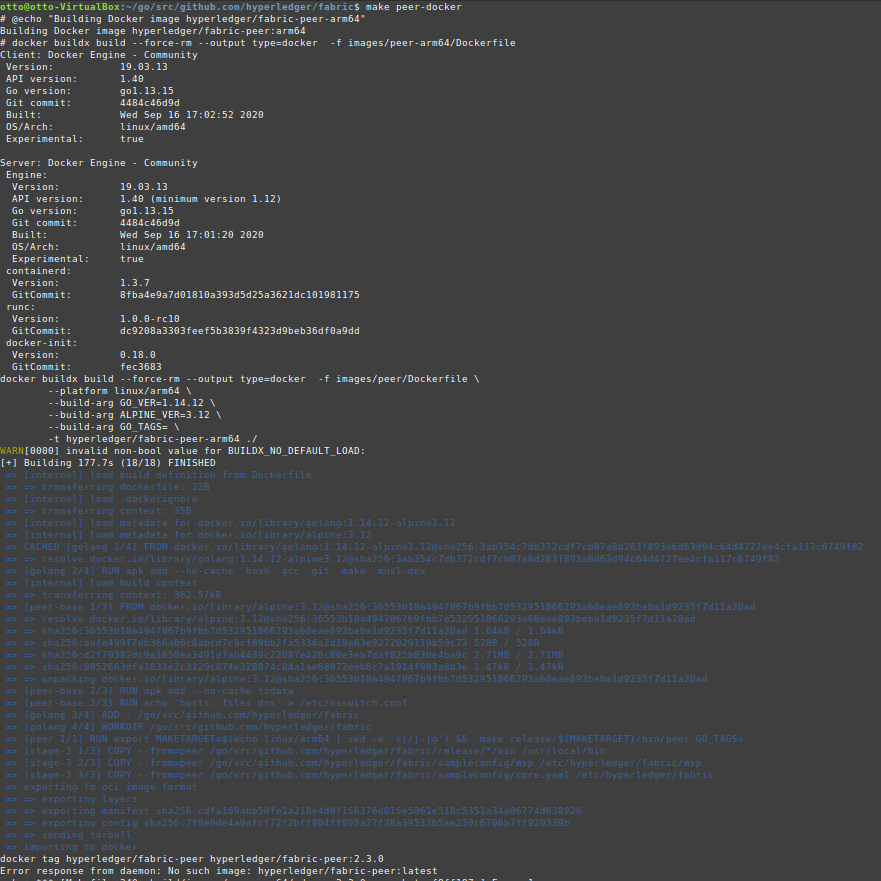 otto@otto-VirtualBox:~/go/src/github.com/hyperledger/fabric$ make peer-docker
# @echo "Building Docker image hyperledger/fabric-peer-arm64"
Building Docker image hyperledger/fabric-peer:arm64
# docker buildx build --force-rm --output type=docker  -f images/peer-arm64/Dockerfile
Client: Docker Engine - Community
 Version:           19.03.13
 API version:       1.40
 Go version:        go1.13.15
 Git commit:        4484c46d9d
 Built:             Wed Sep 16 17:02:52 2020
 OS/Arch:           linux/amd64
 Experimental:      true
Server: Docker Engine - Community
 Engine:
  Version:          19.03.13
  API version:      1.40 (minimum version 1.12)
  Go version:       go1.13.15
  Git commit:       4484c46d9d
  Built:            Wed Sep 16 17:01:20 2020
  OS/Arch:          linux/amd64
  Experimental:     true
 containerd:
  Version:          1.3.7
  GitCommit:        8fba4e9a7d01810a393d5d25a3621dc101981175
 runc:
  Version:          1.0.0-rc10
  GitCommit:        dc9208a3303feef5b3839f4323d9beb36df0a9dd
 docker-init:
  Version:          0.18.0
  GitCommit:        fec3683
docker buildx build --force-rm --output type=docker  -f images/peer/Dockerfile \
        --platform linux/arm64 \
        --build-arg GO_VER=1.14.12 \
        --build-arg ALPINE_VER=3.12 \
        --build-arg GO_TAGS= \
        -t hyperledger/fabric-peer-arm64 ./
WARN[0000] invalid non-bool value for BUILDX_NO_DEFAULT_LOAD:
[+] Building 177.7s (18/18) FINISHED
 => [internal] load build definition from Dockerfile
 => => transferring dockerfile: 32B
 => [internal] load .dockerignore
 => => transferring context: 35B
 => [internal] load metadata for docker.io/library/golang:1.14.12-alpine3.12
 => [internal] load metadata for docker.io/library/alpine:3.12
 => CACHED [golang 1/4] FROM docker.io/library/golang:1.14.12-alpine3.12@sha256:3ab354c7db372cdf7cb07a8d263f893a6d63d94c64d4727ee4cfa117c6749f82
 => => resolve docker.io/library/golang:1.14.12-alpine3.12@sha256:3ab354c7db372cdf7cb07a8d263f893a6d63d94c64d4727ee4cfa117c6749f82
 => [golang 2/4] RUN apk add --no-cache  bash  gcc  git  make  musl-dev
 => [internal] load build context
 => => transferring context: 362.57kB
 => [peer-base 1/3] FROM docker.io/library/alpine:3.12@sha256:36553b10a4947067b9fbb7d532951066293a68eae893beba1d9235f7d11a20ad
 => => resolve docker.io/library/alpine:3.12@sha256:36553b10a4947067b9fbb7d532951066293a68eae893beba1d9235f7d11a20ad
 => => sha256:36553b10a4947067b9fbb7d532951066293a68eae893beba1d9235f7d11a20ad 1.64kB / 1.64kB
 => => 528B / 528B
 => => 2.71MB / 2.71MB
 => => 1.47kB / 1.47kB
 => => unpacking docker.io/library/alpine:3.12@sha256:36553b10a4947067b9fbb7d532951066293a68eae893beba1d9235f7d11a20ad
 => [peer-base 2/3] RUN apk add --no-cache tzdata
 => [peer-base 3/3] RUN echo 'hosts: files dns' > /etc/nsswitch.conf
 => [golang 3/4] ADD . /go/src/github.com/hyperledger/fabric
 => [golang 4/4] WORKDIR /go/src/github.com/hyperledger/fabric
 => [peer 1/1] RUN export MAKETARGET=$(echo linux/arm64 | sed -e 's|/|-|g') &&  make release/${MAKETARGET}/bin/peer GO_TAGS=
 => [stage-3 1/3] COPY --from=peer /go/src/github.com/hyperledger/fabric/release/*/bin /usr/local/bin
 => [stage-3 2/3] COPY --from=peer /go/src/github.com/hyperledger/fabric/sampleconfig/msp /etc/hyperledger/fabric/msp
 => [stage-3 3/3] COPY --from=peer /go/src/github.com/hyperledger/fabric/sampleconfig/core.yaml /etc/hyperledger/fabric
 => exporting to oci image format
 => => exporting layers
 => => exporting manifest
 => => exporting config
 => => sending tarball
 => importing to docker
docker tag hyperledger/fabric-peer hyperledger/fabric-peer:2.3.0
Error response from daemon: No such image: hyperledger/fabric-peer:latest